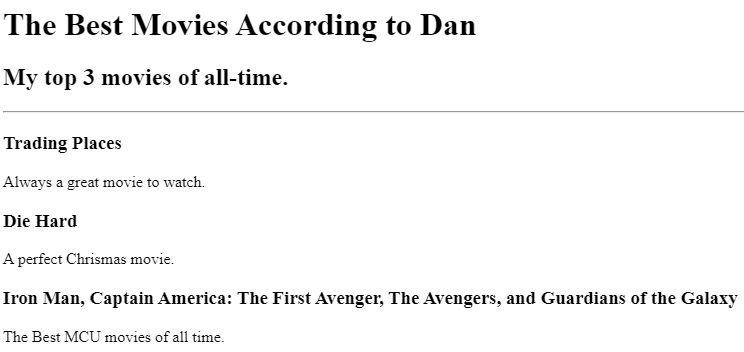 The Best Movies According to Dan
My top 3 movies of all-time.
Trading Places
Always a great movie to watch.
Die Hard
A perfect Chrismas movie.
Iron Man, Captain America: The First Avenger, The Avengers, and Guardians of the Galaxy
The Best MCU movies of all time.